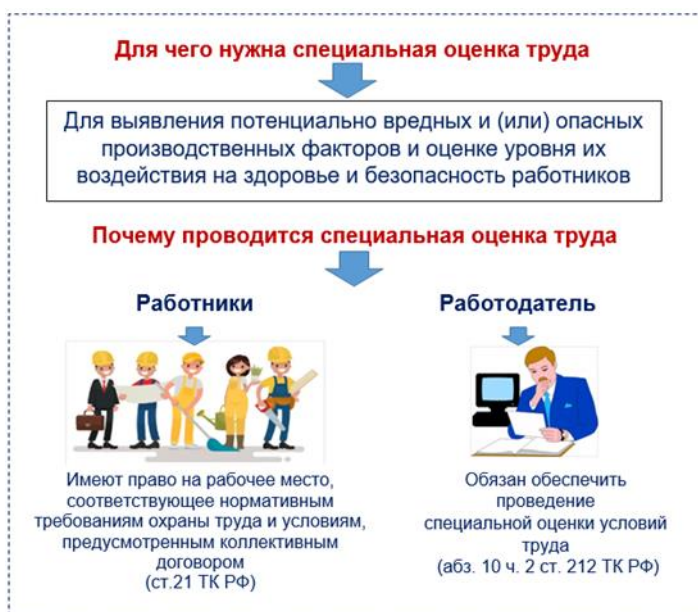 Для чего нужна специальная оценка труда
Для выявления потенциально вредных и (или) опасных
производственных факторов и оценке уровня их
воздействия на здоровье и безопасность работников
Почему проводится специальная оценка труда
Работники
Имеют право на рабочее место,
соответствующее нормативным
требованиям охраны труда и условиям,
предусмотренным коллективным
договором
(ст.21 ТК РФ)
Работодатель
Обязан обеспечить
проведение
специальной оценки условий
труда
(абз. 10 ч. 2 ст. 212 ТК РФ)